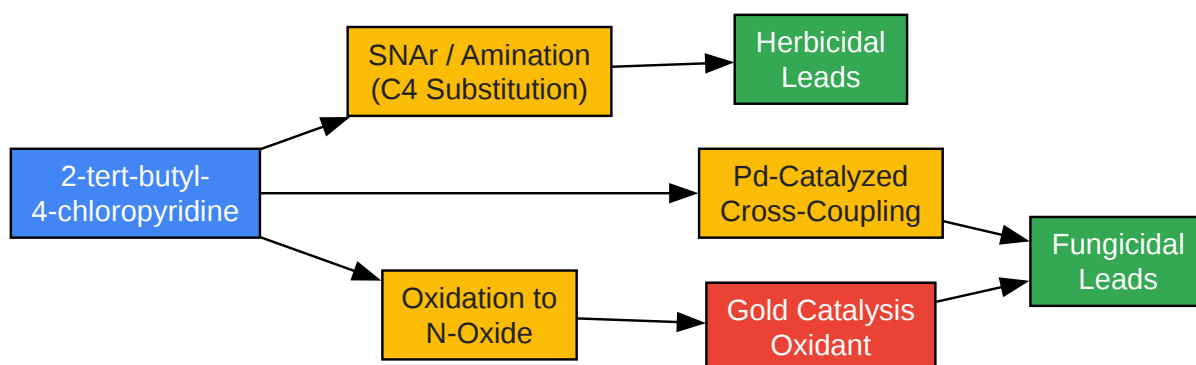 SNAr / Amination
(C4 Substitution)
Herbicidal
Leads
2-tert-butyl-
4-chloropyridine
Pd-Catalyzed
Cross-Coupling
Fungicidal
Leads
Oxidation to
N-Oxide
Gold Catalysis
Oxidant